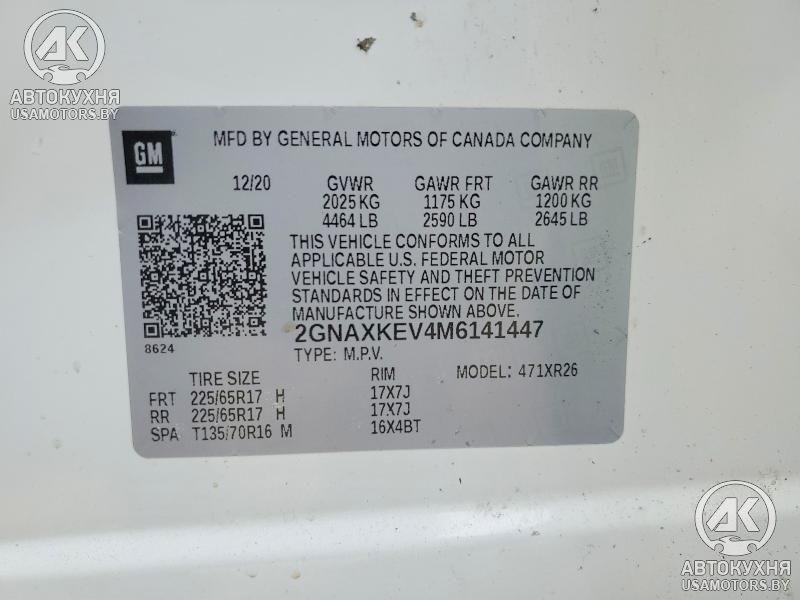 AK
АВТОКУХНЯ
USAMOTORS.BY
GM
MFD BY GENERAL MOTORS OF CANADA COMPANY
12/20 GVWR GAWR FRT GAWR RR
2025 KG 1175 KG 1200 KG
4464 LB 2590 LB 2645 LB
THIS VEHICLE CONFORMS TO ALL
APPLICABLE U.S. FEDERAL MOTOR
VEHICLE SAFETY AND THEFT PREVENTION
STANDARDS IN EFFECT ON THE DATE OF
MANUFACTURE SHOWN ABOVE.
8624
2GNAXKEV4M6141447
TYPE: M.P.V.
TIRE SIZE RIM MODEL: 471XR26
FRT 225/65R17 H 17X7J
RR 225/65R17 H 17X7J
SPA T135/70R16 M 16X4BT
AK
АВТОКУХНЯ
USAMOTORS.BY